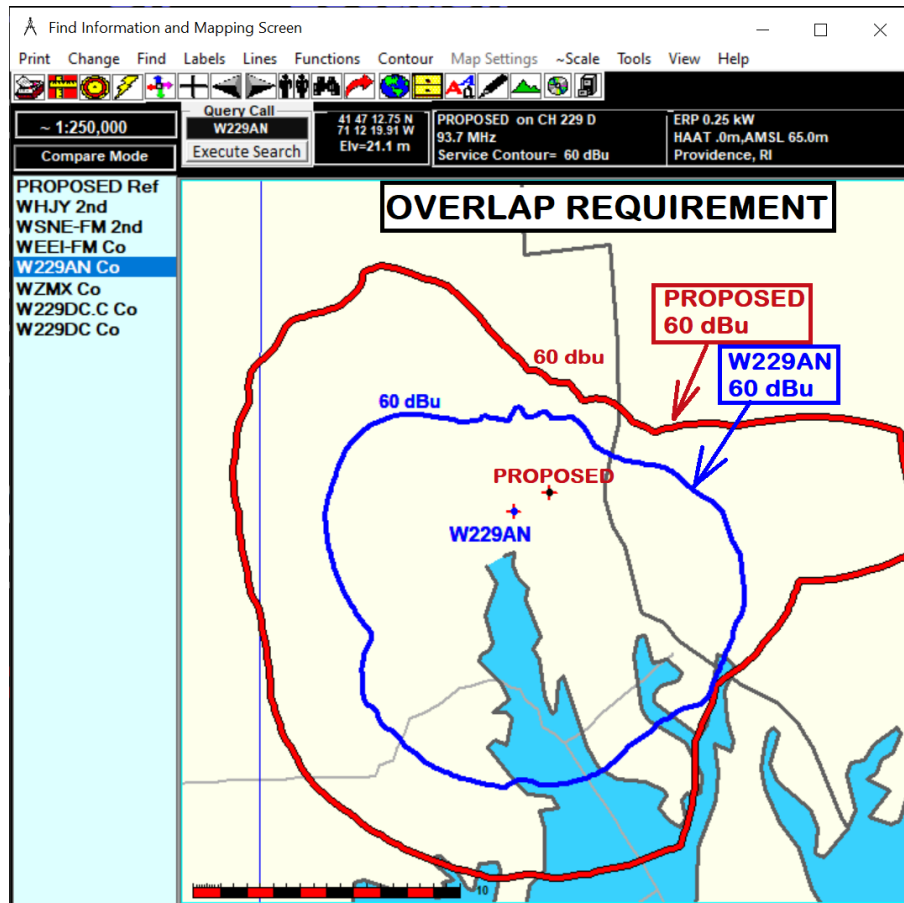 Find Information and Mapping Screen
Print Change Find Labels Lines Functions Contour Map Settings ~Scale Tools View Help
~ 1:250,000
Compare Mode
Query Call
W229AN
Execute Search
41 47 12.75 N
71 12 19.91 W
Elv=21.1 m
PROPOSED on CH 229 D
93.7 MHz
Service Contour= 60 dBu
ERP 0.25 kW
HAAT .0m,AMSL 65.0m
Providence, RI
PROPOSED Ref
WHJY 2nd
WSNE-FM 2nd
WEEI-FM Co
W229AN Co
WZMX Co
W229DC.C Co
W229DC Co
OVERLAP REQUIREMENT
PROPOSED
60 dBu
W229AN
60 dBu
60 dbu
60 dBu
PROPOSED
W229AN
10